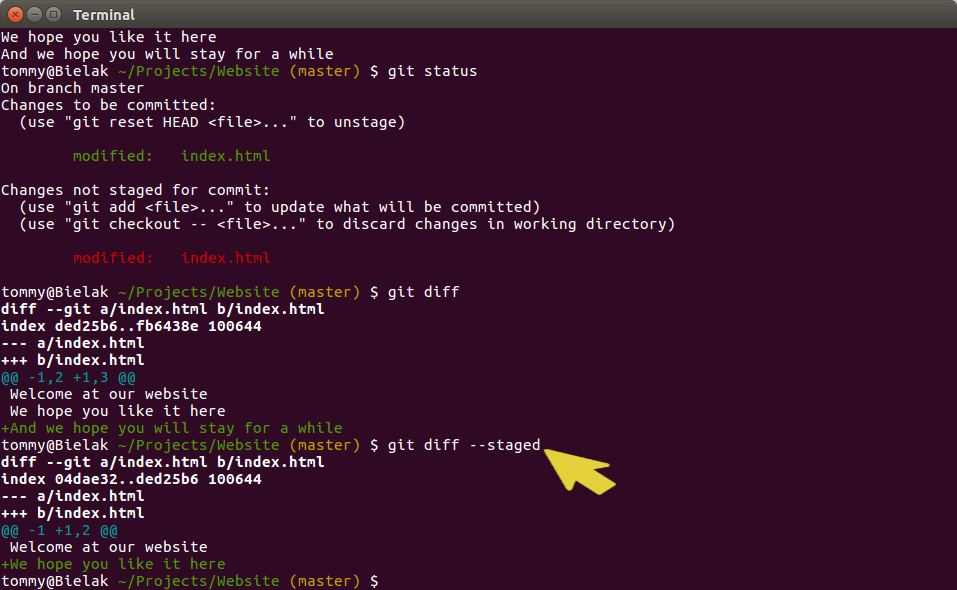 Terminal
We hope you like it here
And we hope you will stay for a while
tommy@Bielak ~/Projects/Website (master) $ git status
On branch master
Changes to be committed:
  (use "git reset HEAD <file>..." to unstage)
        modified:   index.html
Changes not staged for commit:
  (use "git add <file>..." to update what will be committed)
  (use "git checkout -- <file>..." to discard changes in working directory)
        modified:   index.html
tommy@Bielak ~/Projects/Website (master) $ git diff
diff --git a/index.html b/index.html
index ded25b6..fb6438e 100644
--- a/index.html
+++ b/index.html
@@ -1,2 +1,3 @@
 Welcome at our website
 We hope you like it here
+And we hope you will stay for a while
tommy@Bielak ~/Projects/Website (master) $ git diff --staged
diff --git a/index.html b/index.html
index 04dae32..ded25b6 100644
--- a/index.html
+++ b/index.html
@@ -1 +1,2 @@
 Welcome at our website
+We hope you like it here
tommy@Bielak ~/Projects/Website (master) $